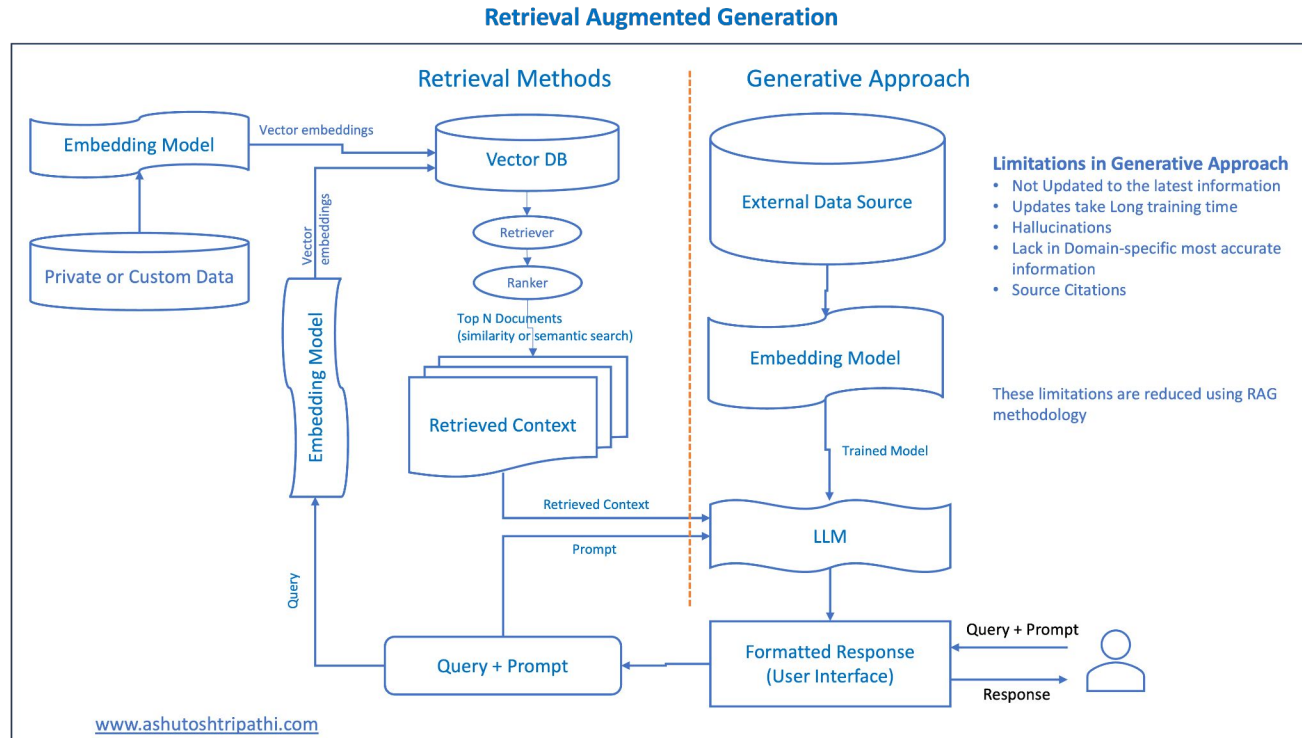 Retrieval Augmented Generation
Retrieval Methods
Generative Approach
Embedding Model
Vector embeddings
Vector DB
External Data Source
Limitations in Generative Approach
• Not Updated to the latest information
• Updates take Long training time
• Hallucinations
• Lack in Domain-specific most accurate
information
• Source Citations
Private or Custom Data
Vector
embeddings
Retriever
Ranker
Top N Documents
(similarity or semantic search)
Embedding Model
Retrieved Context
Embedding Model
These limitations are reduced using RAG
methodology
Trained Model
Retrieved Context
LLM
Prompt
Query
Query + Prompt
Formatted Response
(User Interface)
Query + Prompt
Response
www.ashutoshtripathi.com